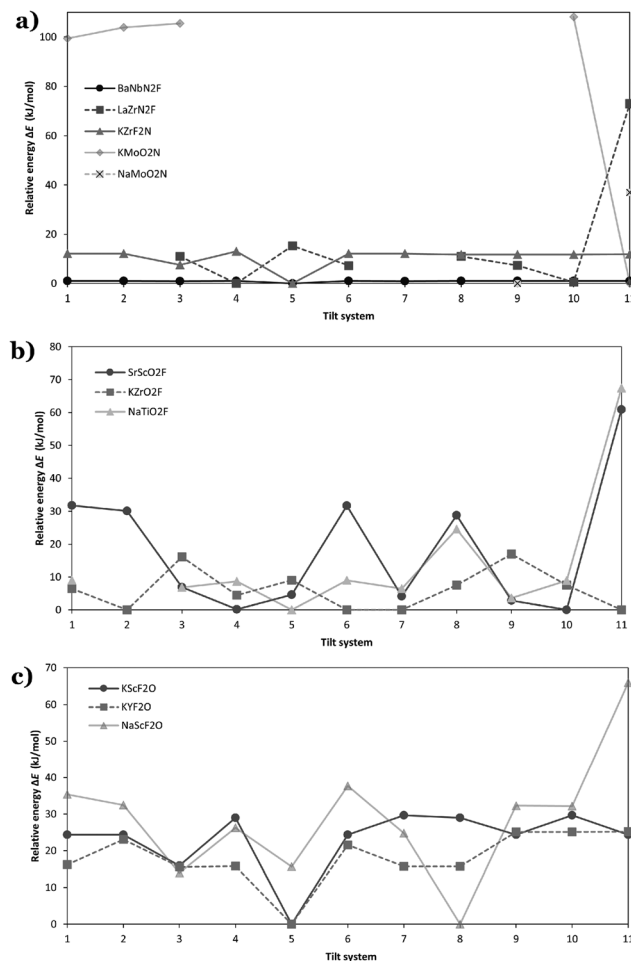 a)
100
80
60
40
20
0
Relative energy ΔE (kJ/mol)
BaNbN2F
LaZrN2F
KZrF2N
KMoO2N
NaMoO2N
1 2 3 4 5 6 7 8 9 10 11
Tilt system
b)
80
70
60
50
40
30
20
10
0
Relative energy ΔE (kJ/mol)
SrScO2F
KZrO2F
NaTiO2F
1 2 3 4 5 6 7 8 9 10 11
Tilt system
c)
70
60
50
40
30
20
10
0
Relative energy ΔE (kJ/mol)
KScF2O
KYF2O
NaScF2O
1 2 3 4 5 6 7 8 9 10 11
Tilt system